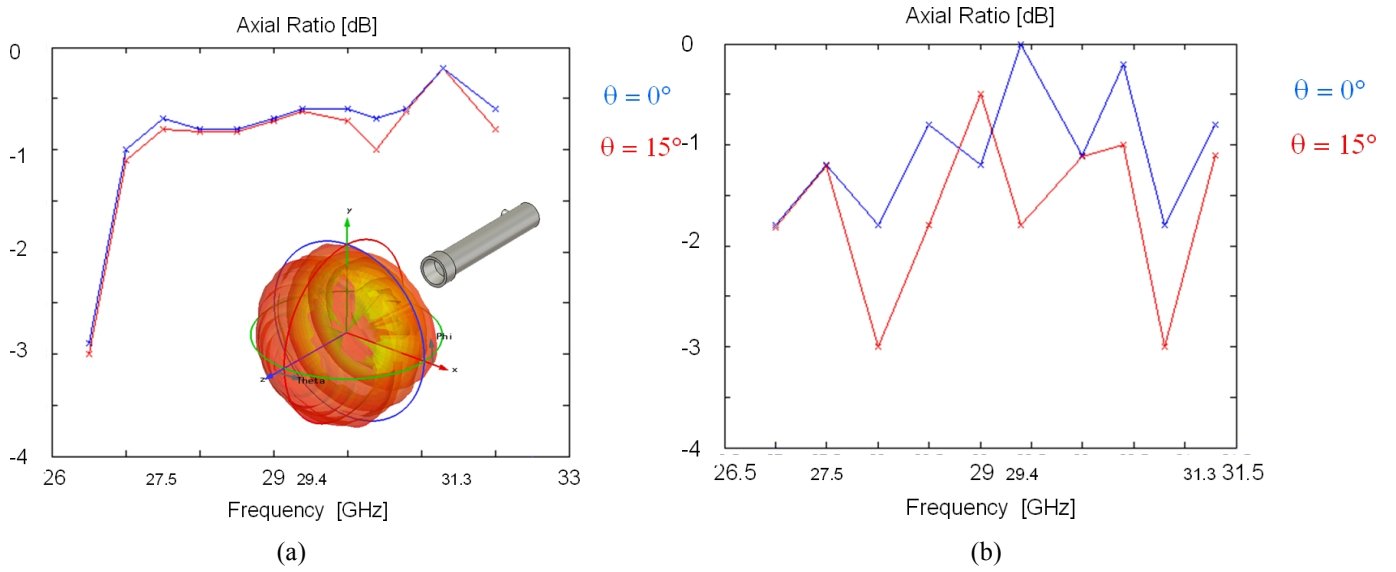 Axial Ratio [dB]
0
-1
-2
-3
-4
26
27.5
29
29.4
31.3
33
Frequency [GHz]
θ = 0°
θ = 15°
y
x
z
Phi
Theta
(a)
Axial Ratio [dB]
0
-1
-2
-3
-4
26.5
27.5
29
29.4
31.3
31.5
Frequency [GHz]
θ = 0°
θ = 15°
(b)